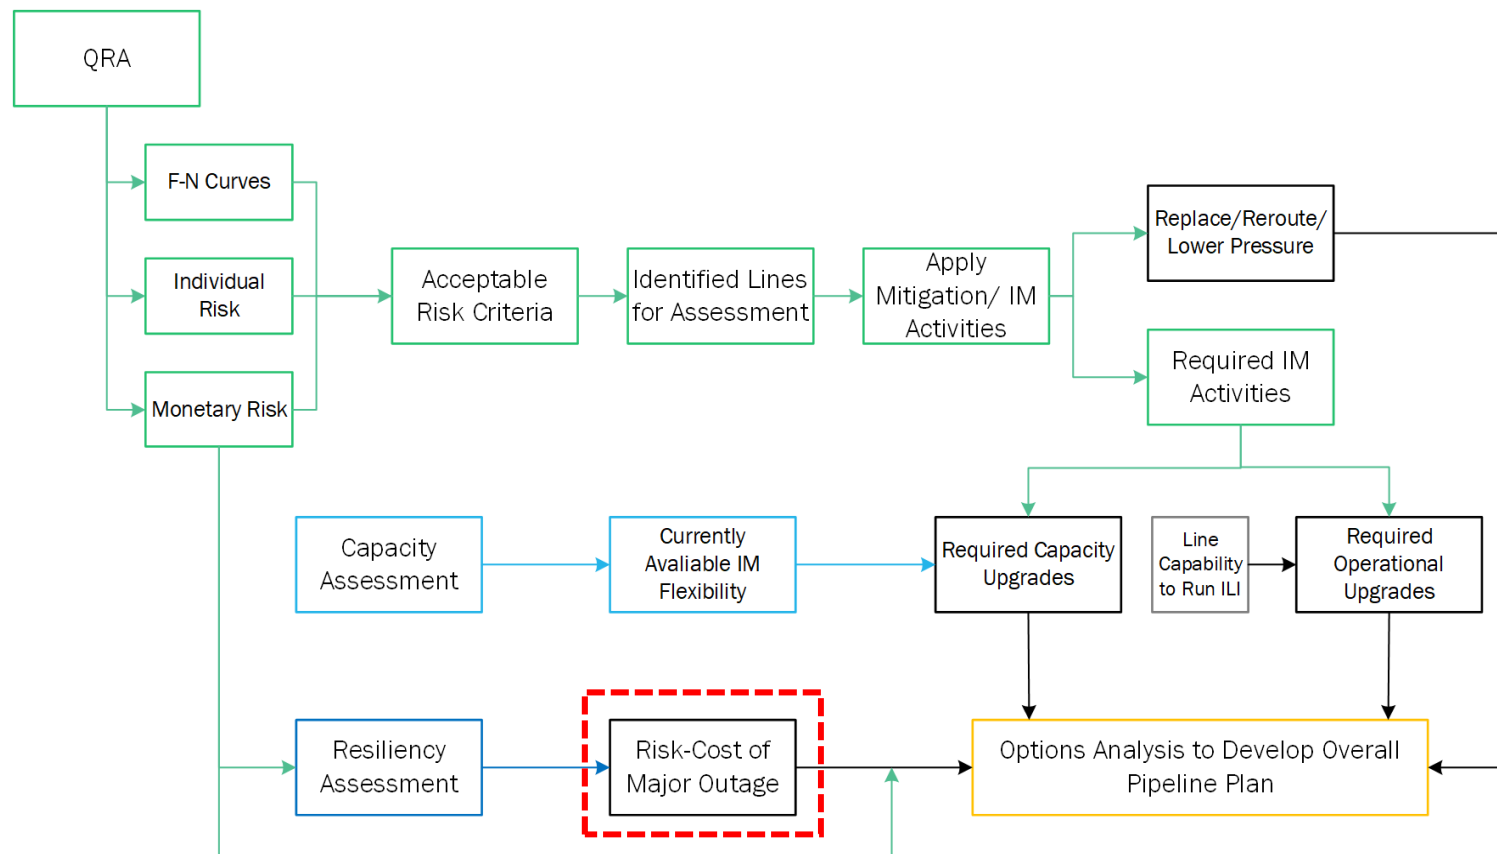 QRA
F-N Curves
Individual
Risk
Monetary Risk
Acceptable
Risk Criteria
Identified Lines
for Assessment
Apply
Mitigation/ IM
Activities
Replace/Reroute/
Lower Pressure
Required IM
Activities
Capacity
Assessment
Currently
Avaliable IM
Flexibility
Required Capacity
Upgrades
Line
Capability
to Run ILI
Required
Operational
Upgrades
Resiliency
Assessment
Risk-Cost of
Major Outage
Options Analysis to Develop Overall
Pipeline Plan